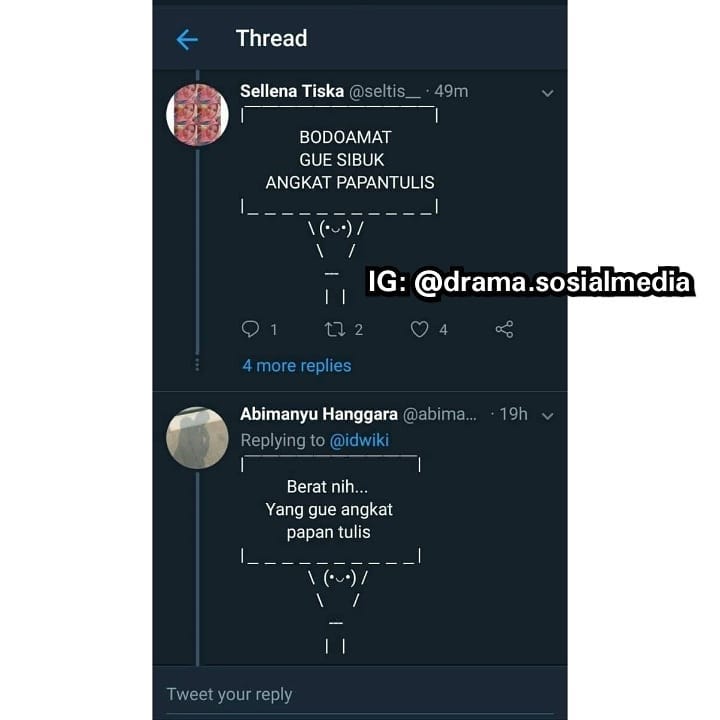 Thread
Sellena Tiska @seltis__ · 49m
|￣￣￣￣￣￣￣￣￣￣￣|
BODOAMAT
GUE SIBUK
ANGKAT PAPANTULIS
|_ _ _ _ _ _ _ _ _ _ _|
\ (•◡•) /
\ /
—
| |
IG: @drama.sosialmedia
1 2 4
4 more replies
Abimanyu Hanggara @abima... · 19h
Replying to @idwiki
|￣￣￣￣￣￣￣￣￣￣|
Berat nih...
Yang gue angkat
papan tulis
|_ _ _ _ _ _ _ _ _ _|
\ (•◡•) /
\ /
—
| |
Tweet your reply